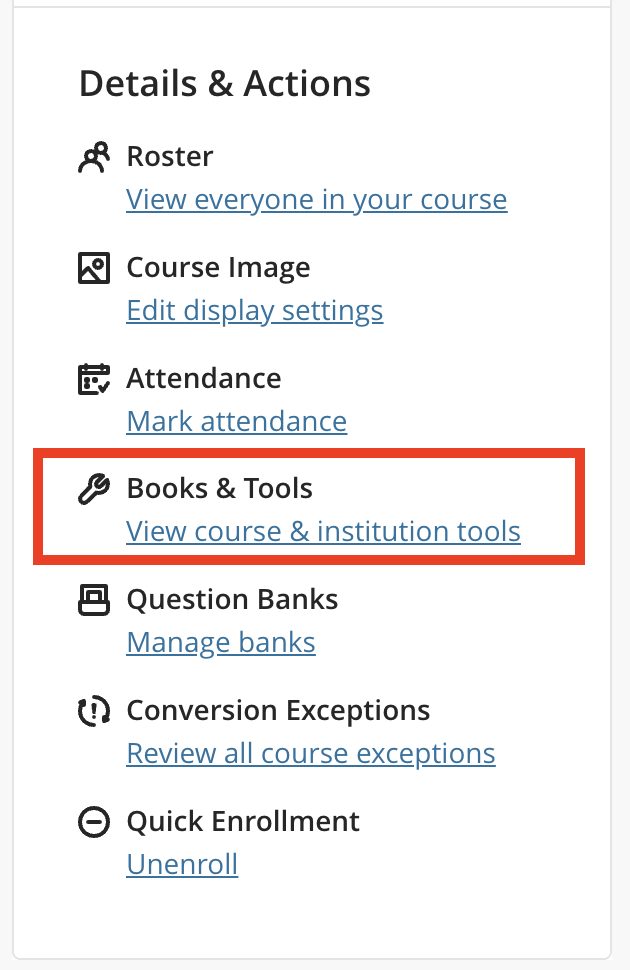 Details & Actions
Roster
View everyone in your course
Course Image
Edit display settings
Attendance
Mark attendance
Books & Tools
View course & institution tools
Question Banks
Manage banks
Conversion Exceptions
Review all course exceptions
Quick Enrollment
Unenroll